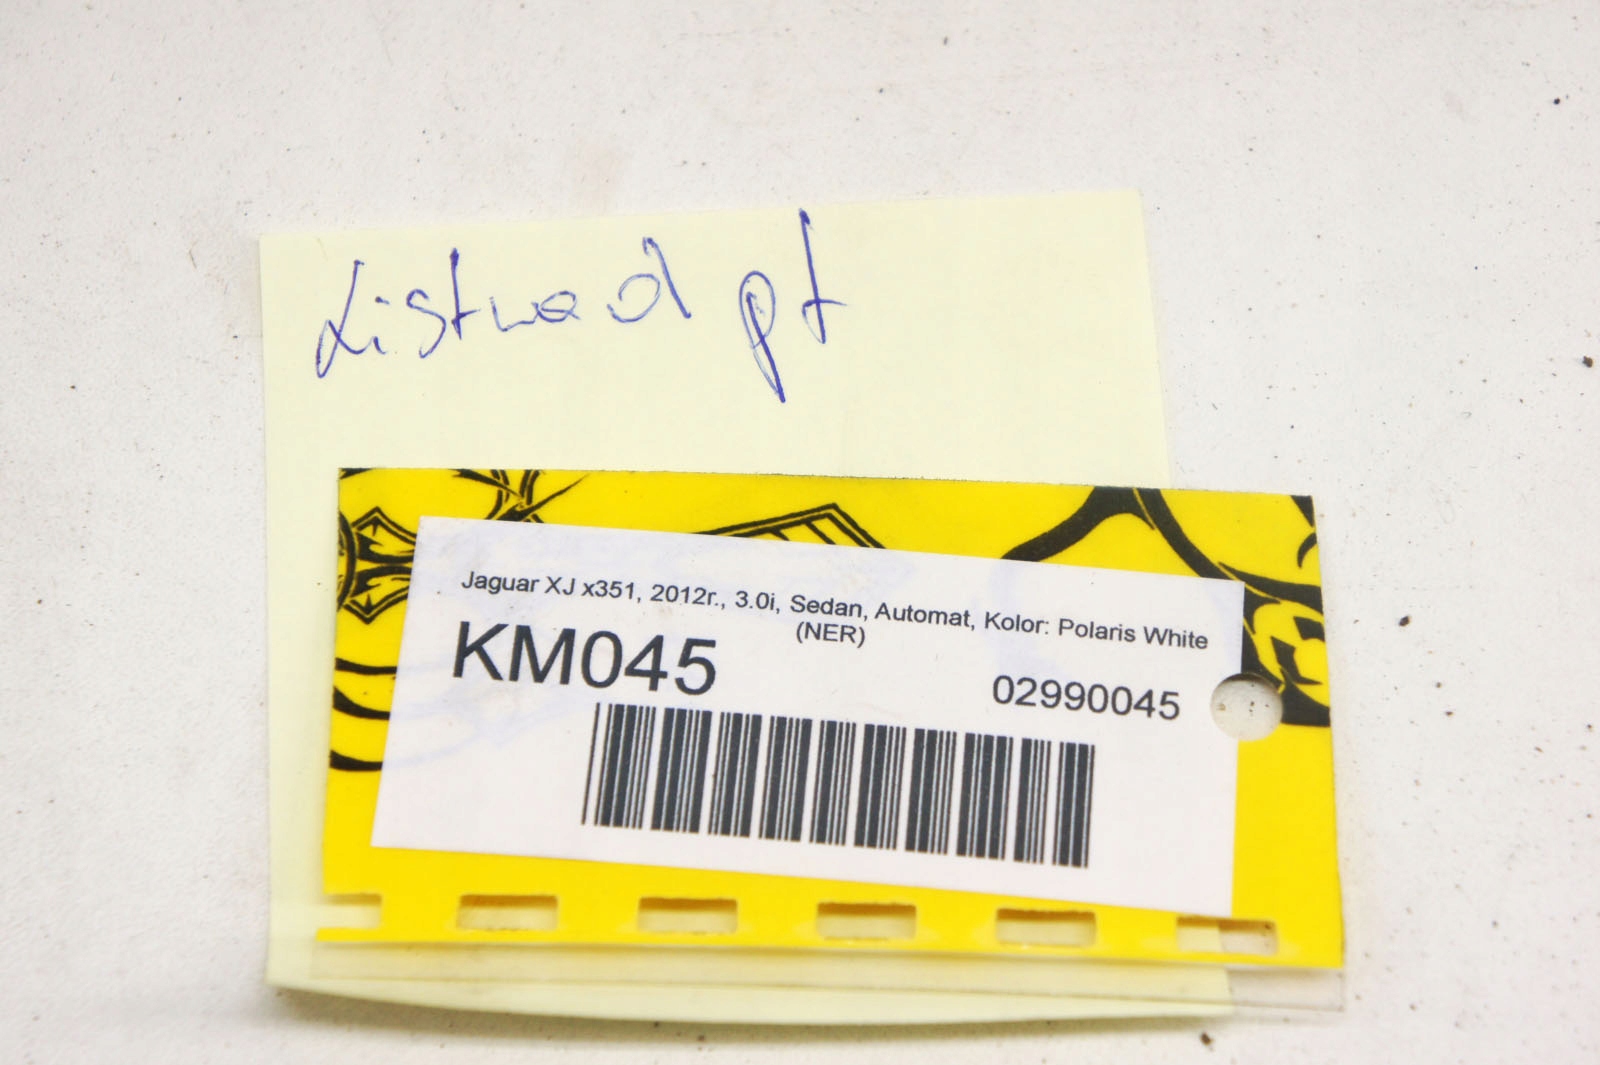 Listwa d pt
Jaguar XJ x351, 2012r., 3.0i, Sedan, Automat, Kolor: Polaris White
(NER)
KM045
02990045